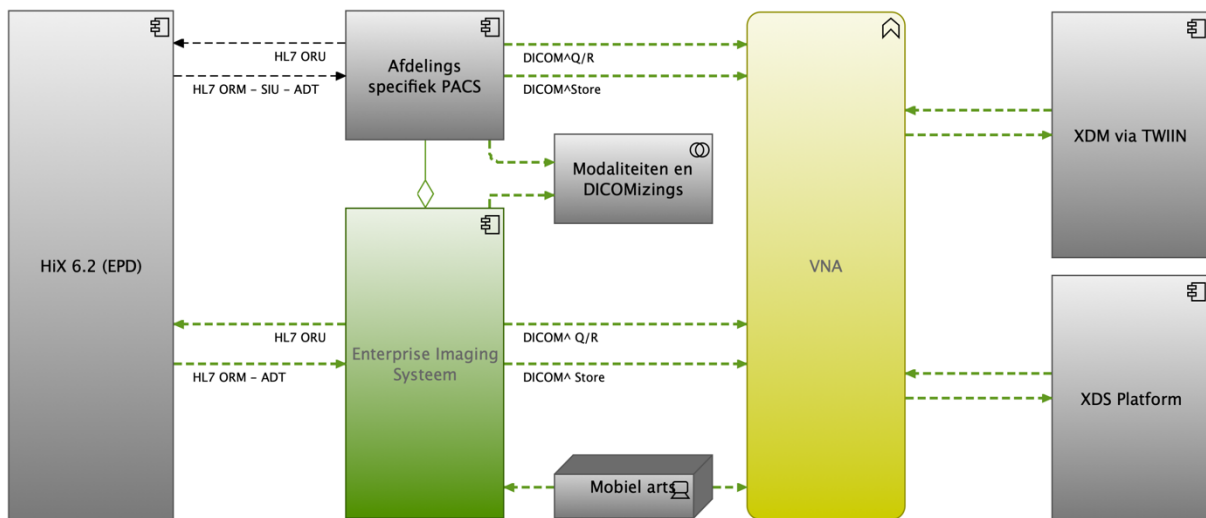 HL7 ORU
HL7 ORM - SIU - ADT
Afdelings
specifiek PACS
DICOM^Q/R
DICOM^Store
Modaliteiten en
DICOMizings
XDM via TWIIN
HiX 6.2 (EPD)
VNA
HL7 ORU
HL7 ORM - ADT
Enterprise Imaging
Systeem
DICOM^ Q/R
DICOM^ Store
XDS Platform
Mobiel arts